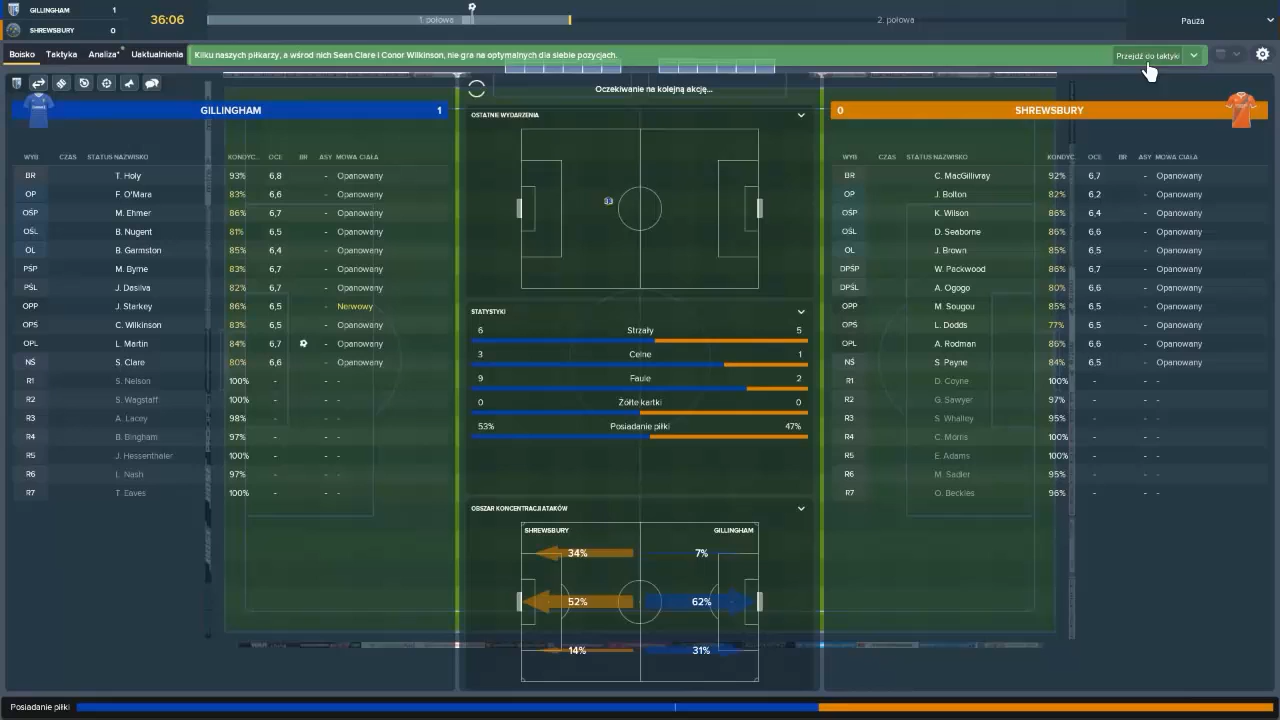 GILLINGHAM 1
SHREWSBURY 0
36:06
1. połowa
2. połowa
Pauza
Boisko Taktyka Analiza* Uaktualnienia
Kilku naszych piłkarzy, a wśród nich Sean Clare i Conor Wilkinson, nie gra na optymalnych dla siebie pozycjach.
Przejdź do taktyki
Oczekiwanie na kolejną akcję...
GILLINGHAM 1
WYB CZAS STATUS NAZWISKO KONDYC... OCE BR ASY MOWA CIAŁA
BR T. Holy 93% 6,8 - Opanowany
OP F. O'Mara 83% 6,6 - Opanowany
OŚP M. Ehmer 86% 6,7 - Opanowany
OŚL B. Nugent 81% 6,5 - Opanowany
OL B. Garmston 85% 6,4 - Opanowany
PŚP M. Byrne 83% 6,7 - Opanowany
PŚL J. Dasilva 82% 6,7 - Opanowany
OPP J. Starkey 86% 6,5 - Nerwowy
OPŚ C. Wilkinson 83% 6,5 - Opanowany
OPL L. Martin 84% 6,7 - Opanowany
NŚ S. Clare 80% 6,6 - Opanowany
R1 S. Nelson 100% - - -
R2 S. Wagstaff 100% - - -
R3 A. Lacey 98% - - -
R4 B. Bingham 97% - - -
R5 J. Hessenthaler 100% - - -
R6 I. Nash 97% - - -
R7 T. Eaves 100% - - -
OSTATNIE WYDARZENIA
33
STATYSTYKI
6 Strzały 5
3 Celne 1
9 Faule 2
0 Żółte kartki 0
53% Posiadanie piłki 47%
OBSZAR KONCENTRACJI ATAKÓW
SHREWSBURY GILLINGHAM
34% 7%
52% 62%
14% 31%
0 SHREWSBURY
WYB CZAS STATUS NAZWISKO KONDYC... OCE BR ASY MOWA CIAŁA
BR C. MacGillivray 92% 6,7 - Opanowany
OP J. Bolton 82% 6,2 - Opanowany
OŚP K. Wilson 86% 6,4 - Opanowany
OŚL D. Seaborne 86% 6,6 - Opanowany
OL J. Brown 85% 6,5 - Opanowany
DPŚP W. Packwood 86% 6,7 - Opanowany
DPŚL A. Ogogo 80% 6,6 - Opanowany
OPP M. Sougou 85% 6,5 - Opanowany
OPŚ L. Dodds 77% 6,5 - Opanowany
OPL A. Rodman 86% 6,6 - Opanowany
NŚ S. Payne 84% 6,5 - Opanowany
R1 D. Coyne 100% - - -
R2 G. Sawyer 97% - - -
R3 S. Whalley 95% - - -
R4 C. Morris 100% - - -
R5 E. Adams 100% - - -
R6 M. Sadler 95% - - -
R7 O. Beckles 96% - - -
Posiadanie piłki